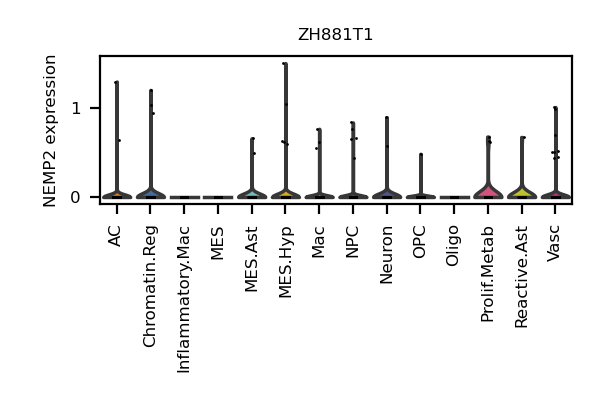 ZH881T1
NEMP2 expression
1
0
AC
Chromatin.Reg
Inflammatory.Mac
MES
MES.Ast
MES.Hyp
Mac
NPC
Neuron
OPC
Oligo
Prolif.Metab
Reactive.Ast
Vasc